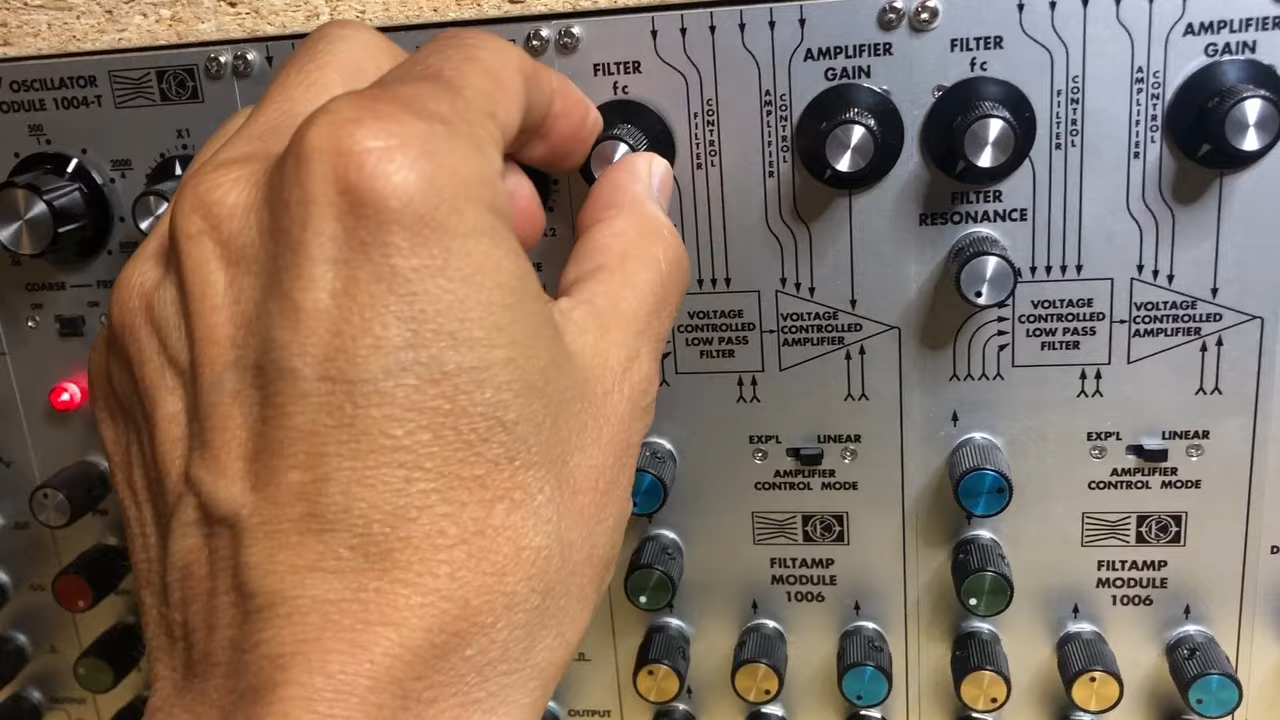 OSCILLATOR
MODULE 1004-T
500
X1
2000
COARSE
OFF
ON
FILTER
fc
FILTER
CONTROL
AMPLIFIER
CONTROL
AMPLIFIER
GAIN
VOLTAGE
CONTROLLED
LOW PASS
FILTER
VOLTAGE
CONTROLLED
AMPLIFIER
EXP'L LINEAR
AMPLIFIER
CONTROL MODE
FILTAMP
MODULE
1006
OUTPUT
FILTER
fc
FILTER
RESONANCE
FILTER
CONTROL
AMPLIFIER
CONTROL
AMPLIFIER
GAIN
VOLTAGE
CONTROLLED
LOW PASS
FILTER
VOLTAGE
CONTROLLED
AMPLIFIER
EXP'L LINEAR
AMPLIFIER
CONTROL MODE
FILTAMP
MODULE
1006